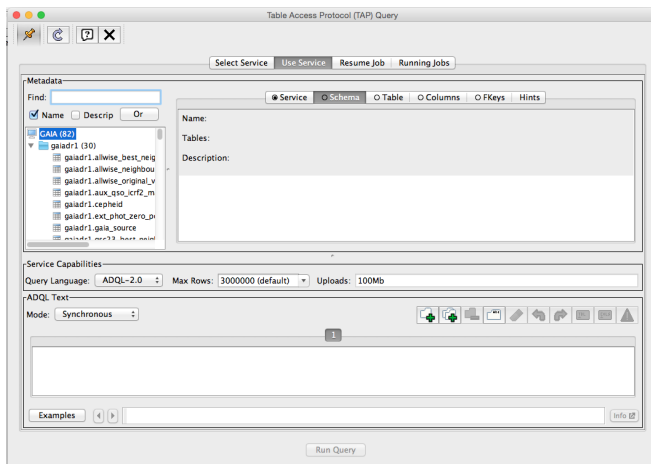 Table Access Protocol (TAP) Query
Select Service Use Service Resume Job Running Jobs
Metadata
Find:
Name Descrip Or
Service Schema Table Columns FKeys Hints
GAIA (82)
gaiadr1 (30)
gaiadr1.allwise_best_neig
gaiadr1.allwise_neighbou
gaiadr1.allwise_original_v
gaiadr1.aux_qso_icrf2_m
gaiadr1.cepheid
gaiadr1.ext_phot_zero_po
gaiadr1.gaia_source
gaiadr1.gsc23_best_neigl
Name:
Tables:
Description:
Service Capabilities
Query Language: ADQL-2.0 Max Rows: 3000000 (default) Uploads: 100Mb
ADQL Text
Mode: Synchronous
1
Examples Info
Run Query